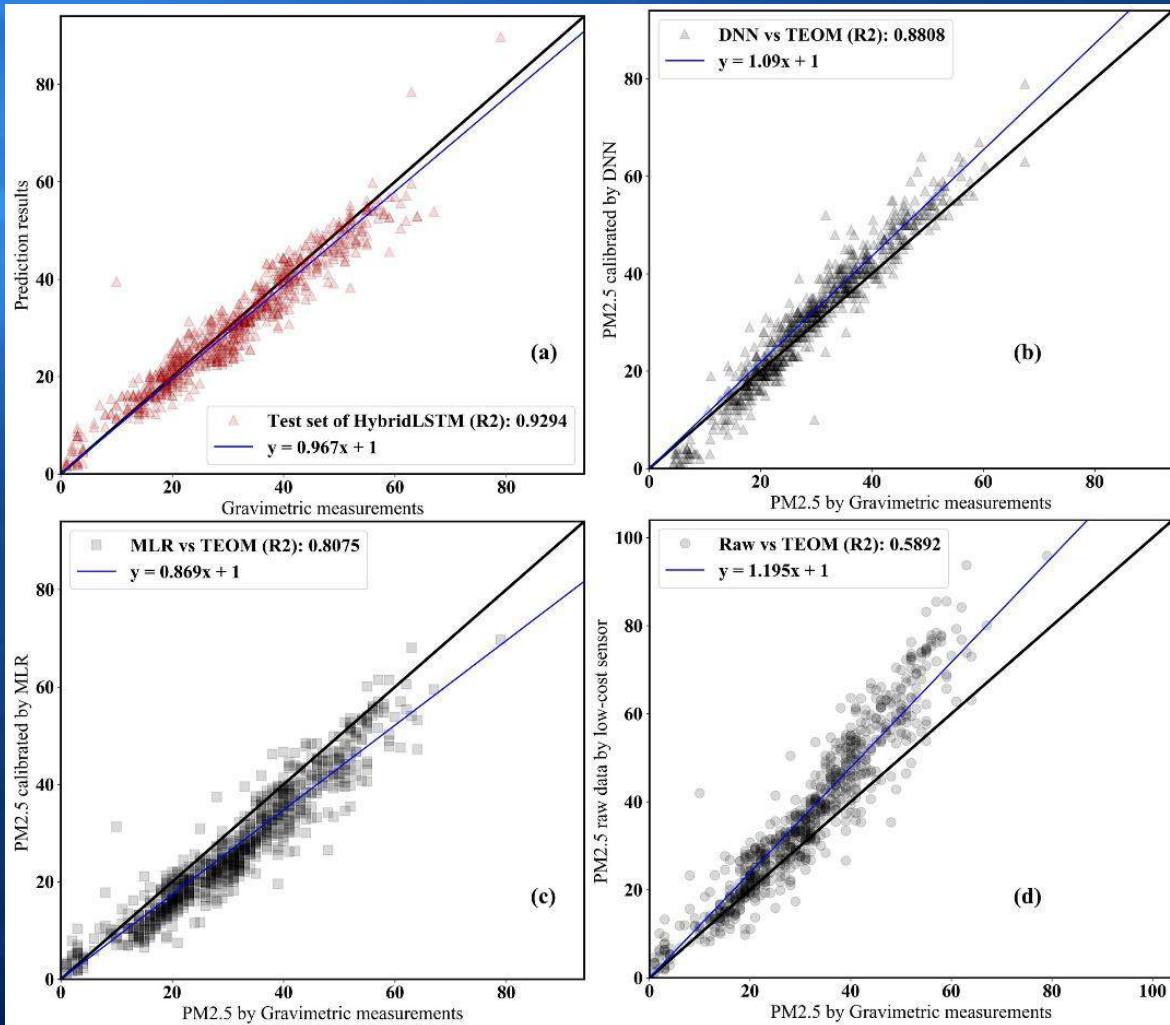 80
60
40
20
0
Prediction results
(a)
Test set of HybridLSTM (R2): 0.9294
y = 0.967x + 1
0 20 40 60 80
Gravimetric measurements
DNN vs TEOM (R2): 0.8808
y = 1.09x + 1
80
60
40
20
0
PM2.5 calibrated by DNN
(b)
0 20 40 60 80
PM2.5 by Gravimetric measurements
MLR vs TEOM (R2): 0.8075
y = 0.869x + 1
80
60
40
20
0
PM2.5 calibrated by MLR
(c)
0 20 40 60 80
PM2.5 by Gravimetric measurements
Raw vs TEOM (R2): 0.5892
y = 1.195x + 1
100
80
60
40
20
0
PM2.5 raw data by low-cost sensor
(d)
0 20 40 60 80 100
PM2.5 by Gravimetric measurements